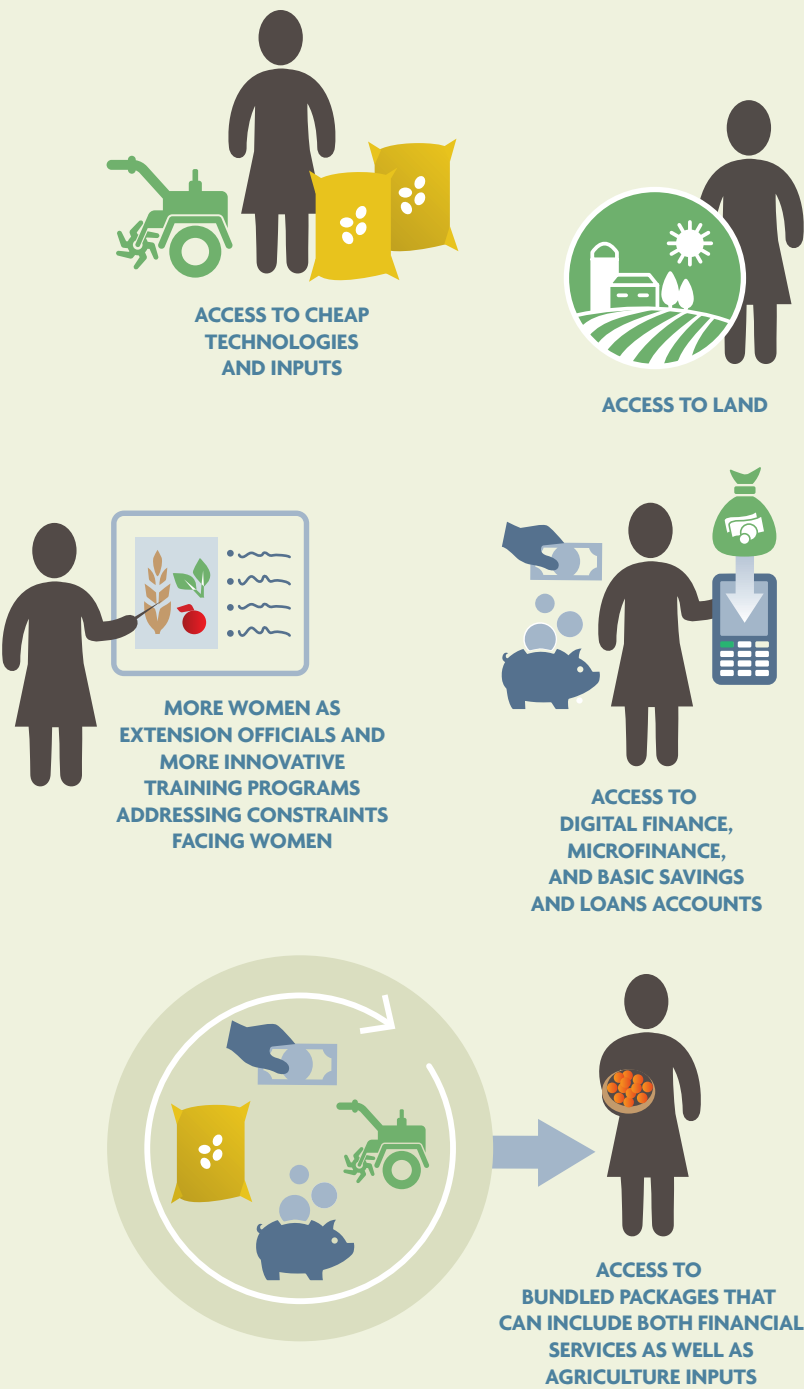 ACCESS TO CHEAP
TECHNOLOGIES
AND INPUTS
ACCESS TO LAND
MORE WOMEN AS
EXTENSION OFFICIALS AND
MORE INNOVATIVE
TRAINING PROGRAMS
ADDRESSING CONSTRAINTS
FACING WOMEN
ACCESS TO
DIGITAL FINANCE,
MICROFINANCE,
AND BASIC SAVINGS
AND LOANS ACCOUNTS
ACCESS TO
BUNDLED PACKAGES THAT
CAN INCLUDE BOTH FINANCIAL
SERVICES AS WELL AS
AGRICULTURE INPUTS